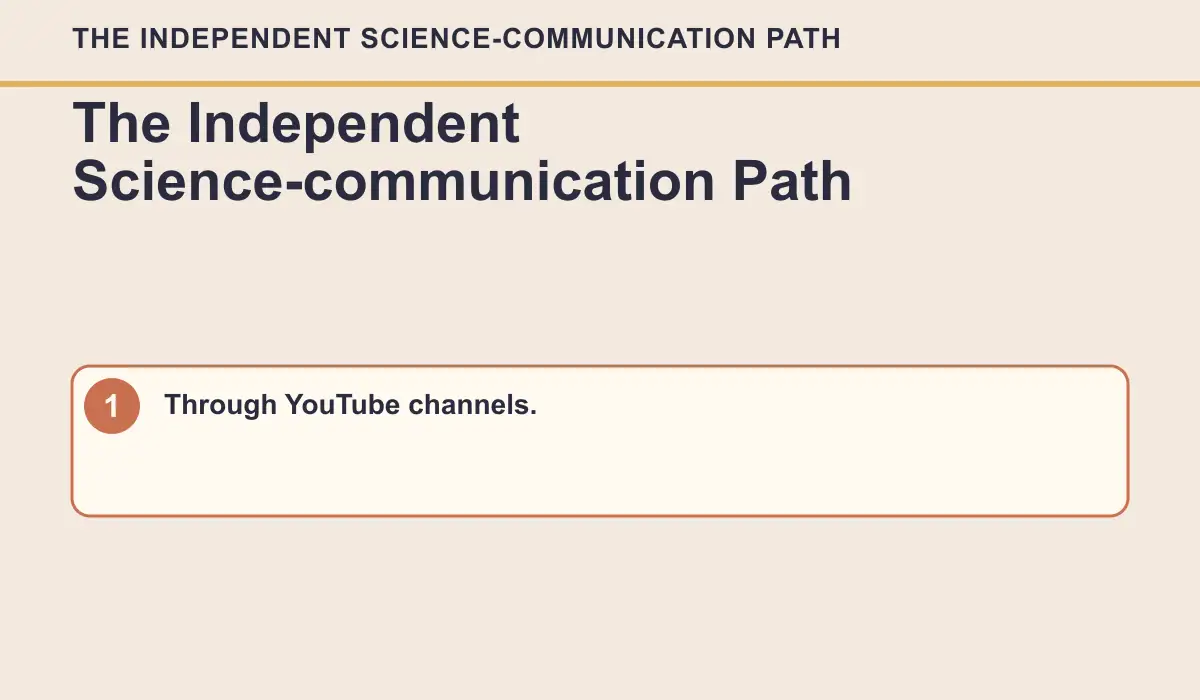 THE INDEPENDENT SCIENCE-COMMUNICATION PATH
The Independent
Science-communication Path
1 Through YouTube channels.